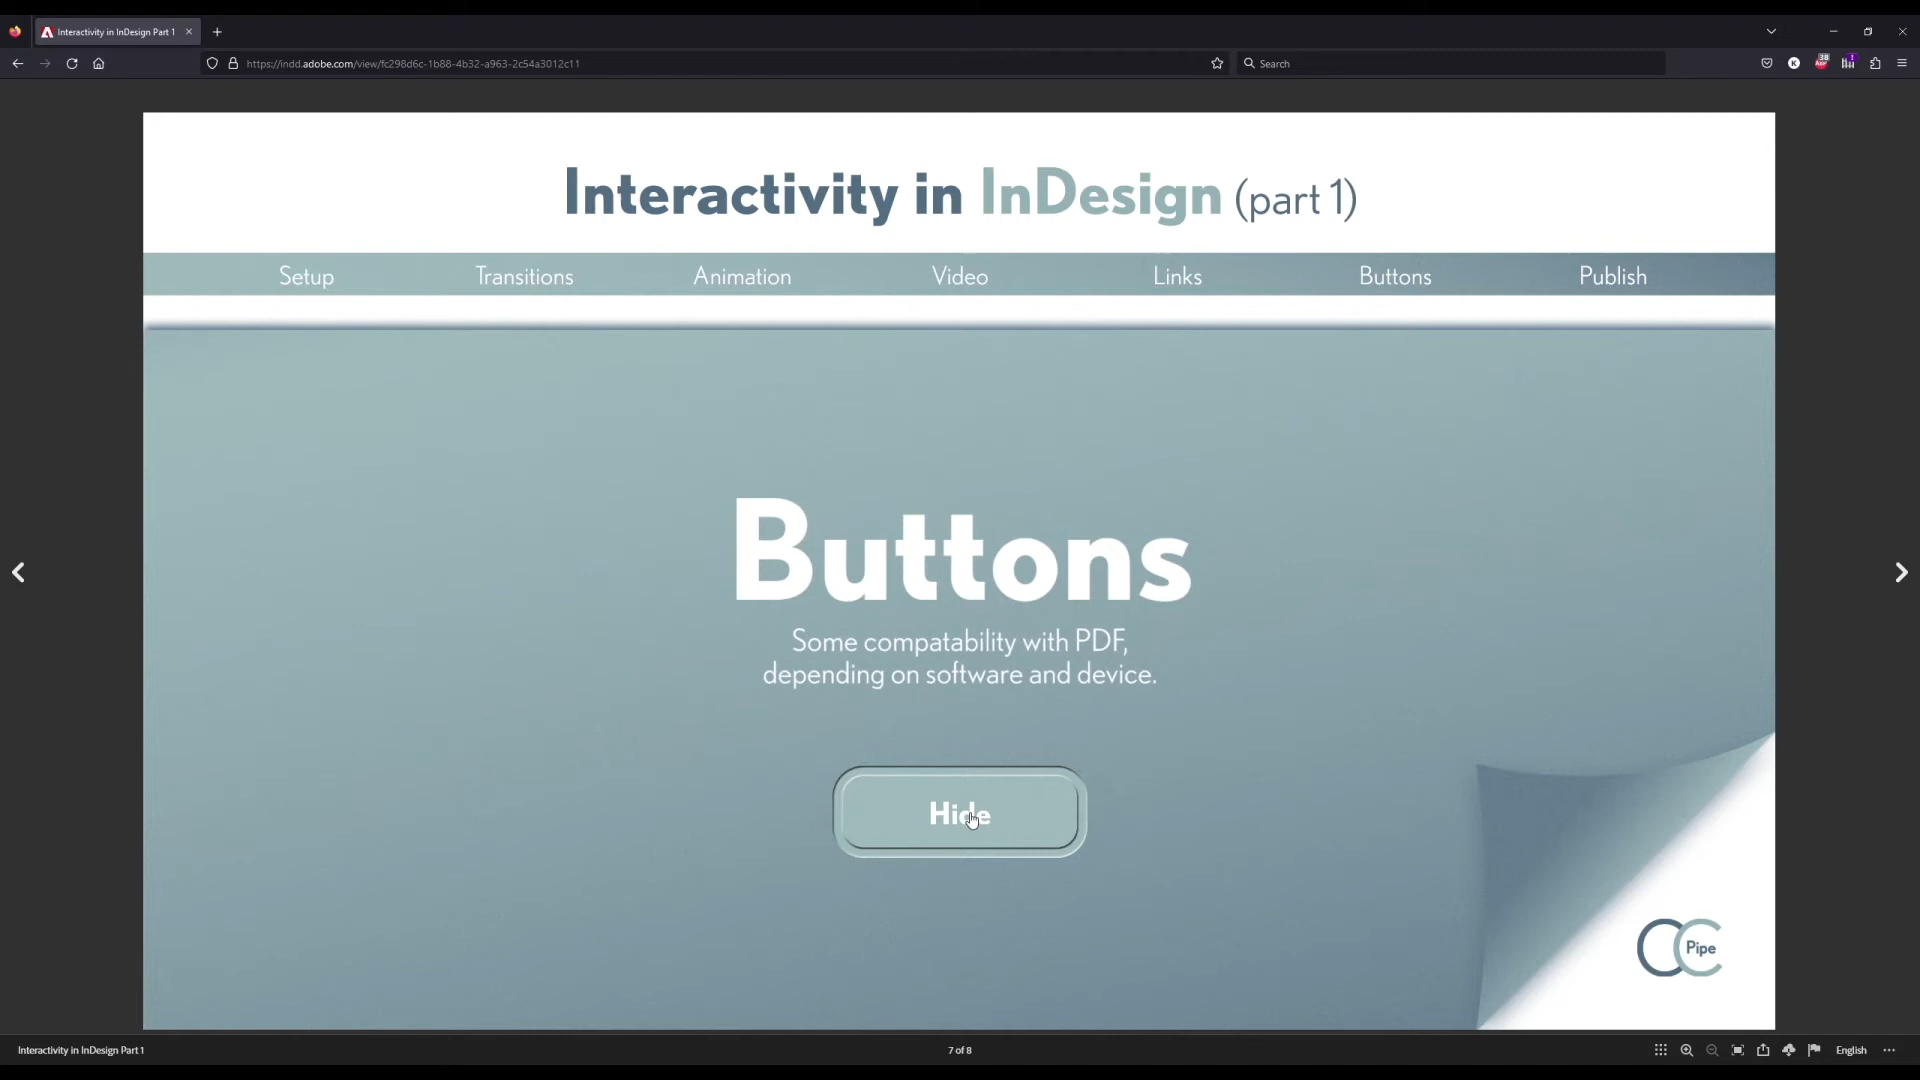 Interactivity in InDesign Part 1
https://indd.adobe.com/view/fc298d6c-1b88-4b32-a963-2c54a3012c11
Search
38
Interactivity in InDesign (part 1)
Setup Transitions Animation Video Links Buttons Publish
Buttons
Some compatability with PDF,
depending on software and device.
Hide
CC Pipe
Interactivity in InDesign Part 1
7 of 8
English